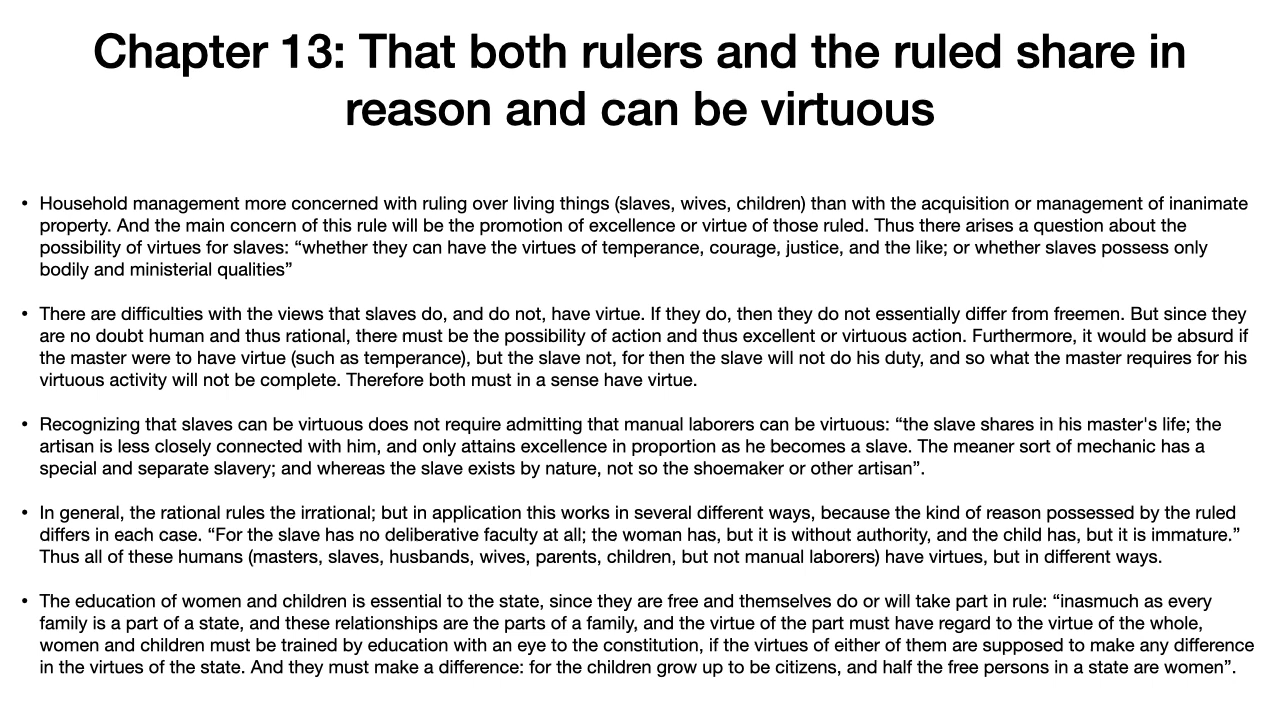 Chapter 13: That both rulers and the ruled share in
reason and can be virtuous
• Household management more concerned with ruling over living things (slaves, wives, children) than with the acquisition or management of inanimate
property. And the main concern of this rule will be the promotion of excellence or virtue of those ruled. Thus there arises a question about the
possibility of virtues for slaves: “whether they can have the virtues of temperance, courage, justice, and the like; or whether slaves possess only
bodily and ministerial qualities”
• There are difficulties with the views that slaves do, and do not, have virtue. If they do, then they do not essentially differ from freemen. But since they
are no doubt human and thus rational, there must be the possibility of action and thus excellent or virtuous action. Furthermore, it would be absurd if
the master were to have virtue (such as temperance), but the slave not, for then the slave will not do his duty, and so what the master requires for his
virtuous activity will not be complete. Therefore both must in a sense have virtue.
• Recognizing that slaves can be virtuous does not require admitting that manual laborers can be virtuous: “the slave shares in his master's life; the
artisan is less closely connected with him, and only attains excellence in proportion as he becomes a slave. The meaner sort of mechanic has a
special and separate slavery; and whereas the slave exists by nature, not so the shoemaker or other artisan”.
• In general, the rational rules the irrational; but in application this works in several different ways, because the kind of reason possessed by the ruled
differs in each case. “For the slave has no deliberative faculty at all; the woman has, but it is without authority, and the child has, but it is immature.”
Thus all of these humans (masters, slaves, husbands, wives, parents, children, but not manual laborers) have virtues, but in different ways.
• The education of women and children is essential to the state, since they are free and themselves do or will take part in rule: “inasmuch as every
family is a part of a state, and these relationships are the parts of a family, and the virtue of the part must have regard to the virtue of the whole,
women and children must be trained by education with an eye to the constitution, if the virtues of either of them are supposed to make any difference
in the virtues of the state. And they must make a difference: for the children grow up to be citizens, and half the free persons in a state are women”.